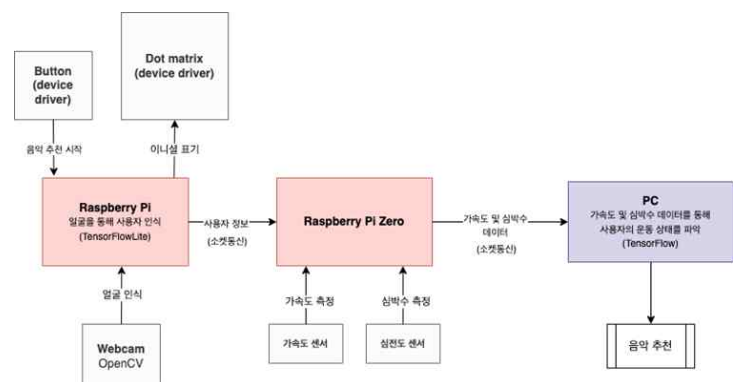 Button
(device
driver)
Dot matrix
(device driver)
음악 추천 시작
이니셜 표기
Raspberry Pi
얼굴을 통해 사용자 인식
(TensorFlowLite)
사용자 정보
(소켓통신)
Raspberry Pi Zero
가속도 및 심박수
데이터
(소켓통신)
PC
가속도 및 심박수 데이터를 통해
사용자의 운동 상태를 파악
(TensorFlow)
얼굴 인식
가속도 측정
심박수 측정
Webcam
OpenCV
가속도 센서
심전도 센서
음악 추천